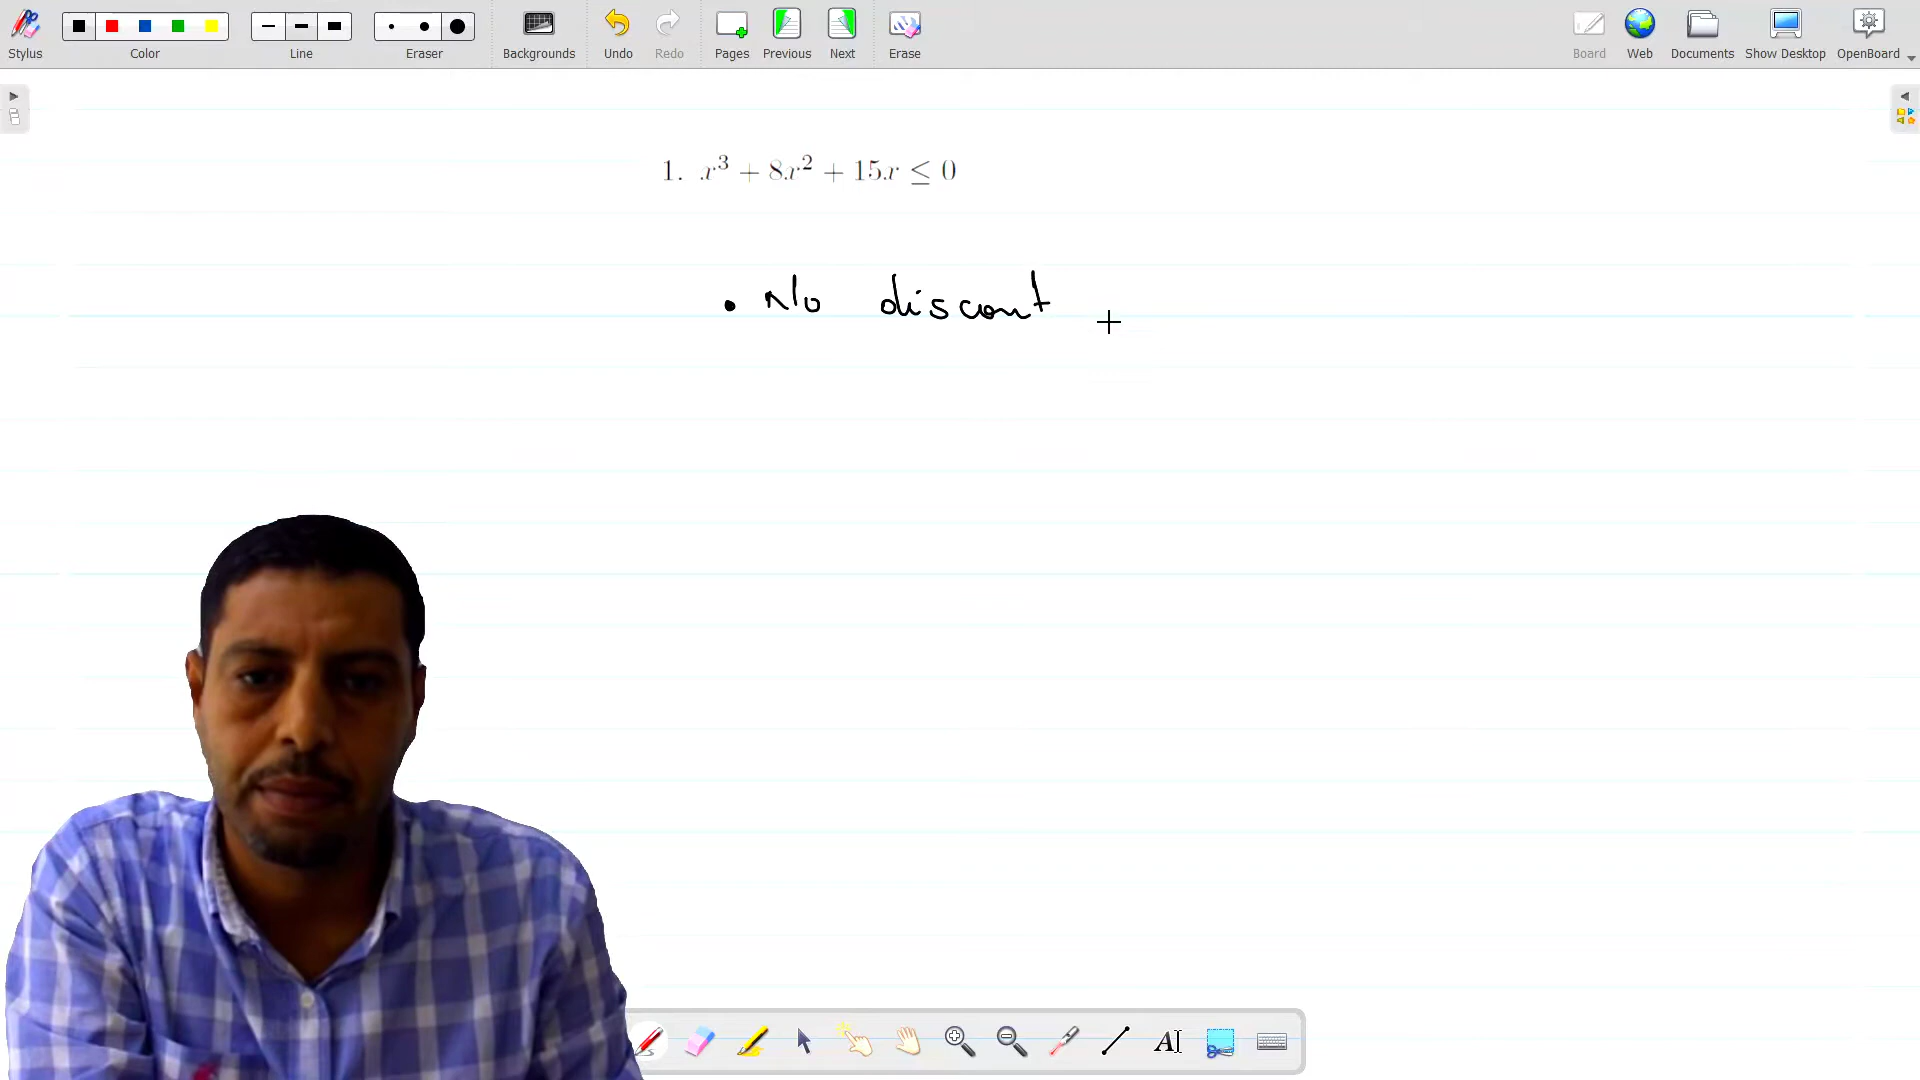 Stylus Color Line Eraser Backgrounds Undo Redo Pages Previous Next Erase Board Web Documents Show Desktop OpenBoard
1. x³ + 8x² + 15x ≤ 0
• No discont